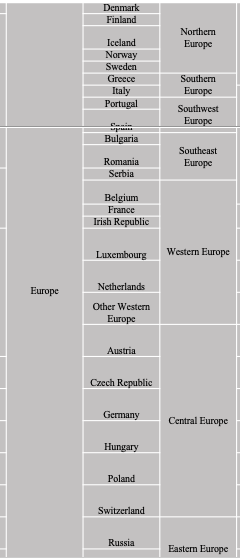 Denmark
Finland
Iceland
Norway
Sweden
Northern
Europe
Greece
Italy
Southern
Europe
Portugal
Spain
Southwest
Europe
Bulgaria
Romania
Serbia
Southeast
Europe
Belgium
France
Irish Republic
Luxembourg
Netherlands
Other Western
Europe
Western Europe
Europe
Austria
Czech Republic
Germany
Hungary
Poland
Switzerland
Central Europe
Russia
Eastern Europe